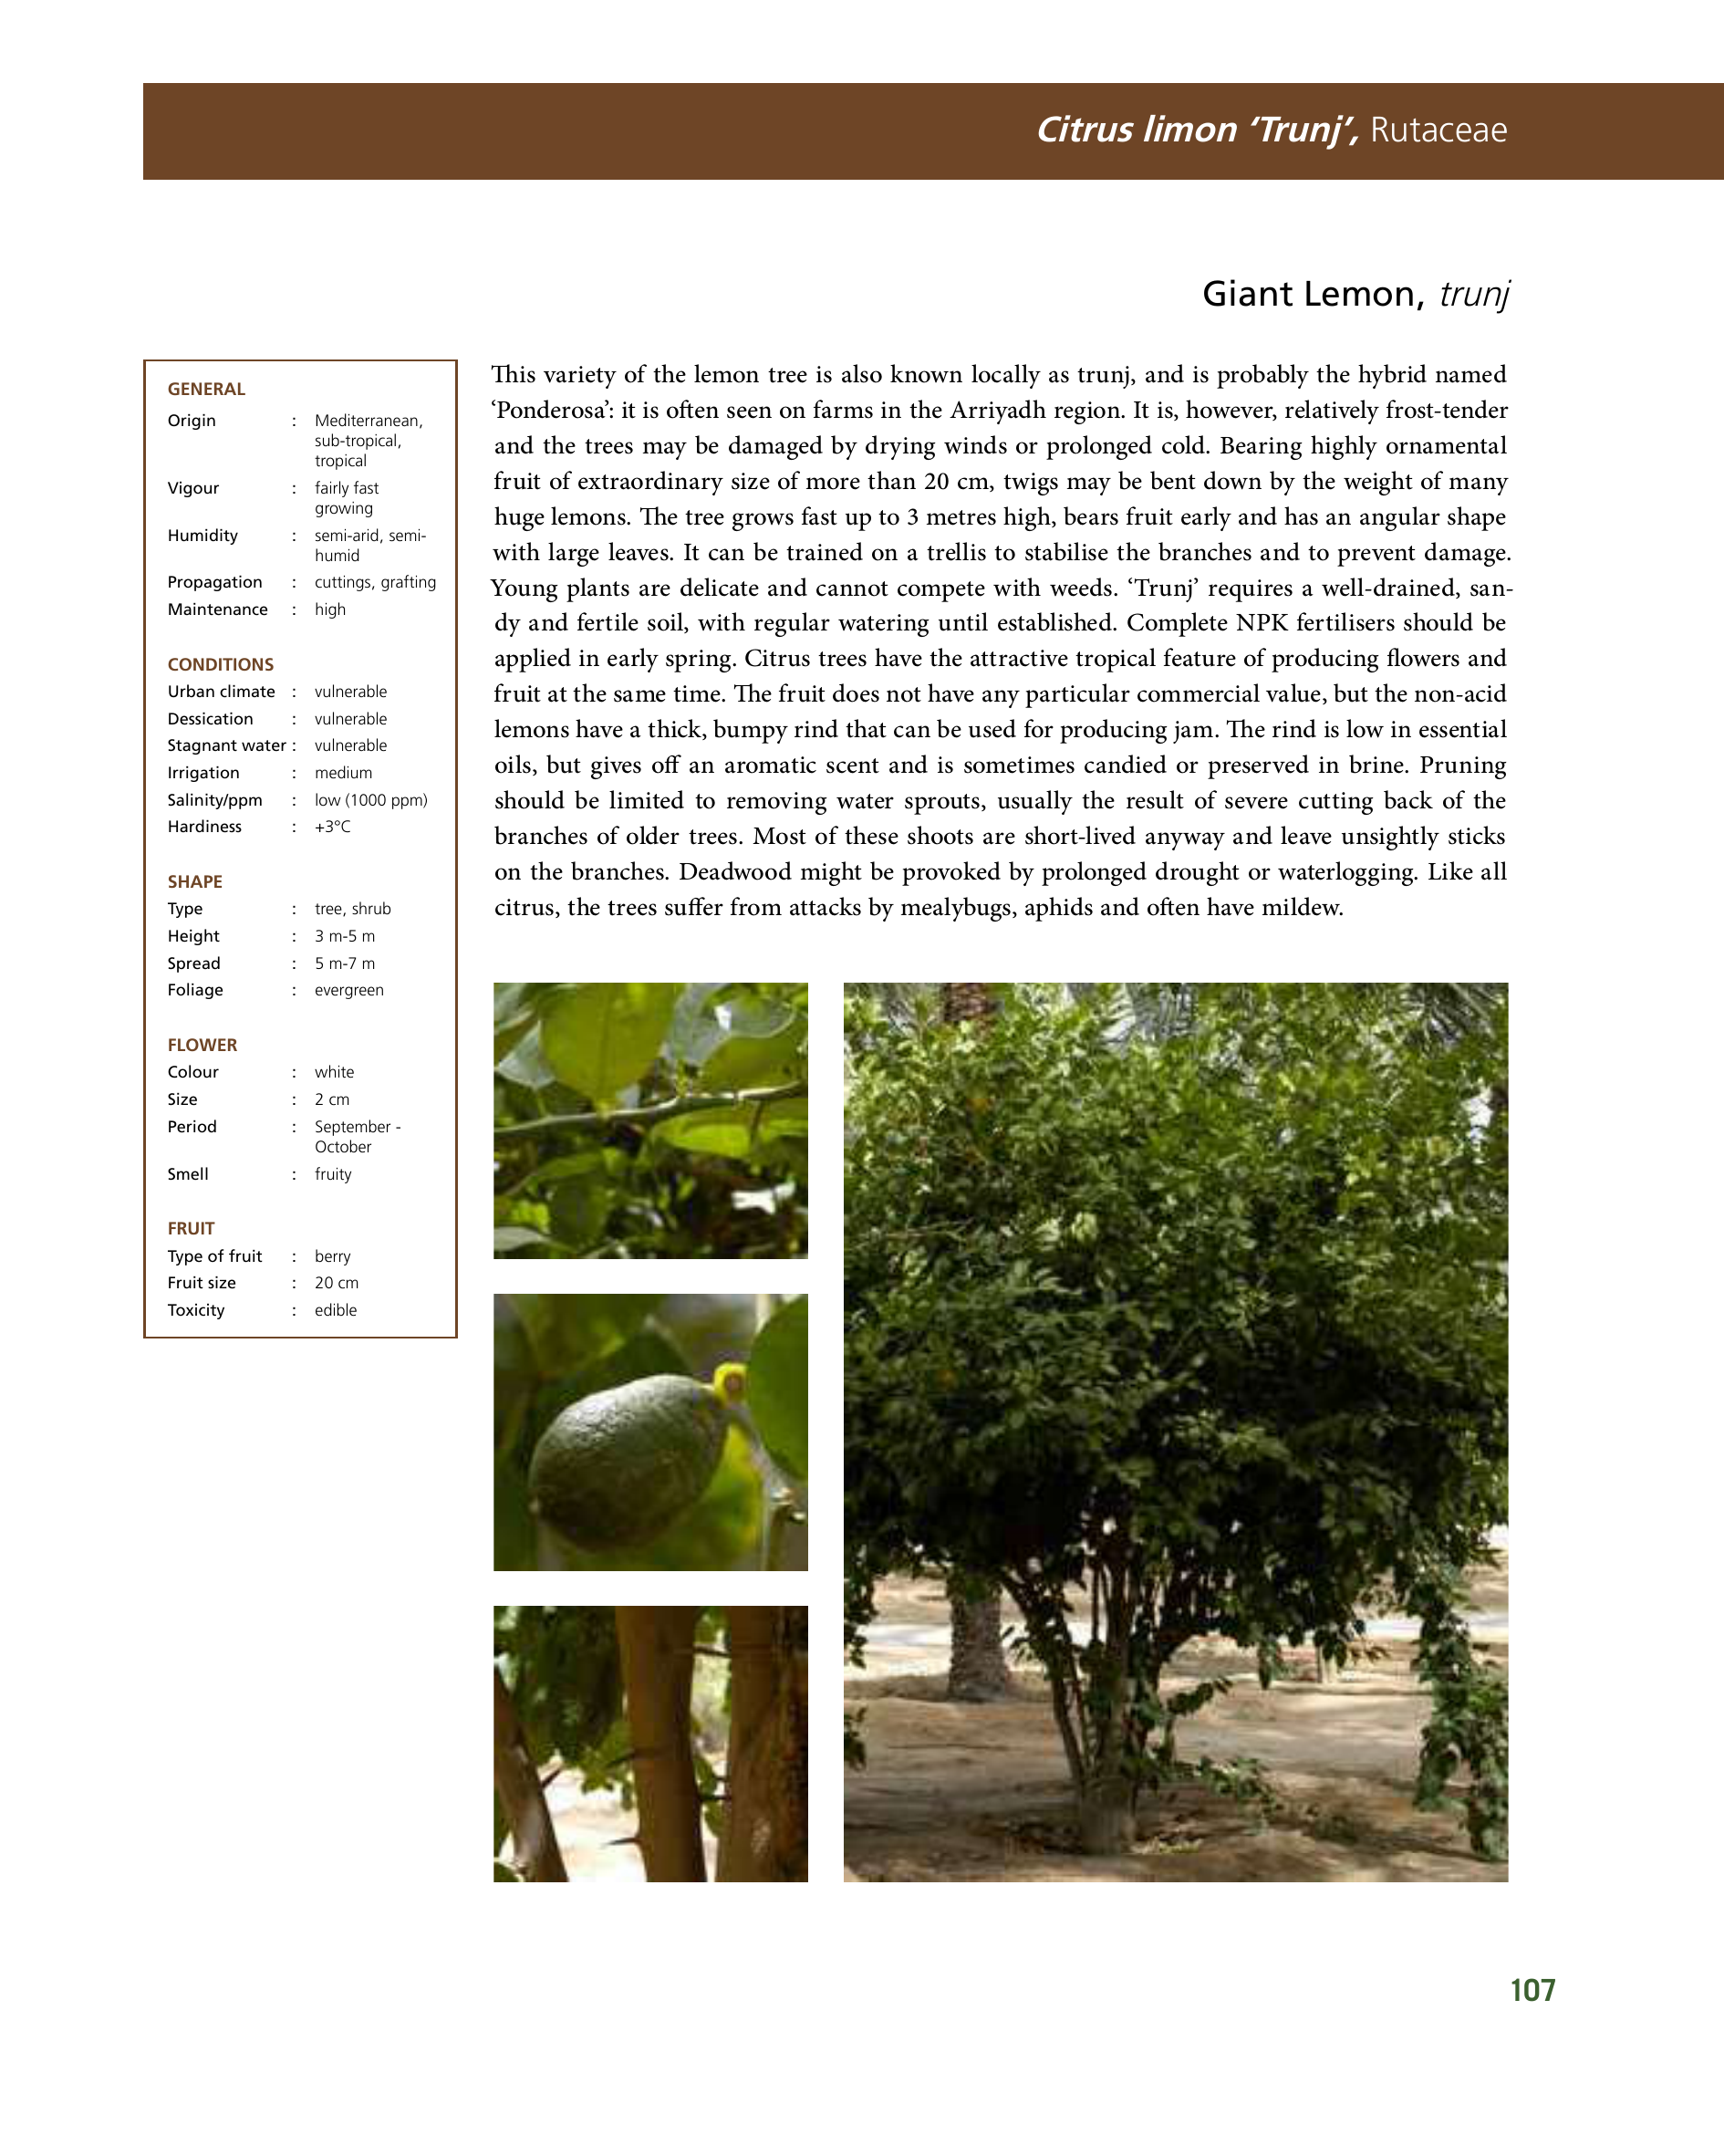 Citrus limon ‘Trunj’, Rutaceae
Giant Lemon, trunj
GENERAL
Origin : Mediterranean,
sub-tropical,
tropical
Vigour : fairly fast
growing
Humidity : semi-arid, semi-
humid
Propagation : cuttings, grafting
Maintenance : high
CONDITIONS
Urban climate : vulnerable
Dessication : vulnerable
Stagnant water : vulnerable
Irrigation : medium
Salinity/ppm : low (1000 ppm)
Hardiness : +3°C
SHAPE
Type : tree, shrub
Height : 3 m-5 m
Spread : 5 m-7 m
Foliage : evergreen
FLOWER
Colour : white
Size : 2 cm
Period : September -
October
Smell : fruity
FRUIT
Type of fruit : berry
Fruit size : 20 cm
Toxicity : edible
This variety of the lemon tree is also known locally as trunj, and is probably the hybrid named
‘Ponderosa’: it is often seen on farms in the Arriyadh region. It is, however, relatively frost-tender
and the trees may be damaged by drying winds or prolonged cold. Bearing highly ornamental
fruit of extraordinary size of more than 20 cm, twigs may be bent down by the weight of many
huge lemons. The tree grows fast up to 3 metres high, bears fruit early and has an angular shape
with large leaves. It can be trained on a trellis to stabilise the branches and to prevent damage.
Young plants are delicate and cannot compete with weeds. ‘Trunj’ requires a well-drained, san-
dy and fertile soil, with regular watering until established. Complete NPK fertilisers should be
applied in early spring. Citrus trees have the attractive tropical feature of producing flowers and
fruit at the same time. The fruit does not have any particular commercial value, but the non-acid
lemons have a thick, bumpy rind that can be used for producing jam. The rind is low in essential
oils, but gives off an aromatic scent and is sometimes candied or preserved in brine. Pruning
should be limited to removing water sprouts, usually the result of severe cutting back of the
branches of older trees. Most of these shoots are short-lived anyway and leave unsightly sticks
on the branches. Deadwood might be provoked by prolonged drought or waterlogging. Like all
citrus, the trees suffer from attacks by mealybugs, aphids and often have mildew.
107